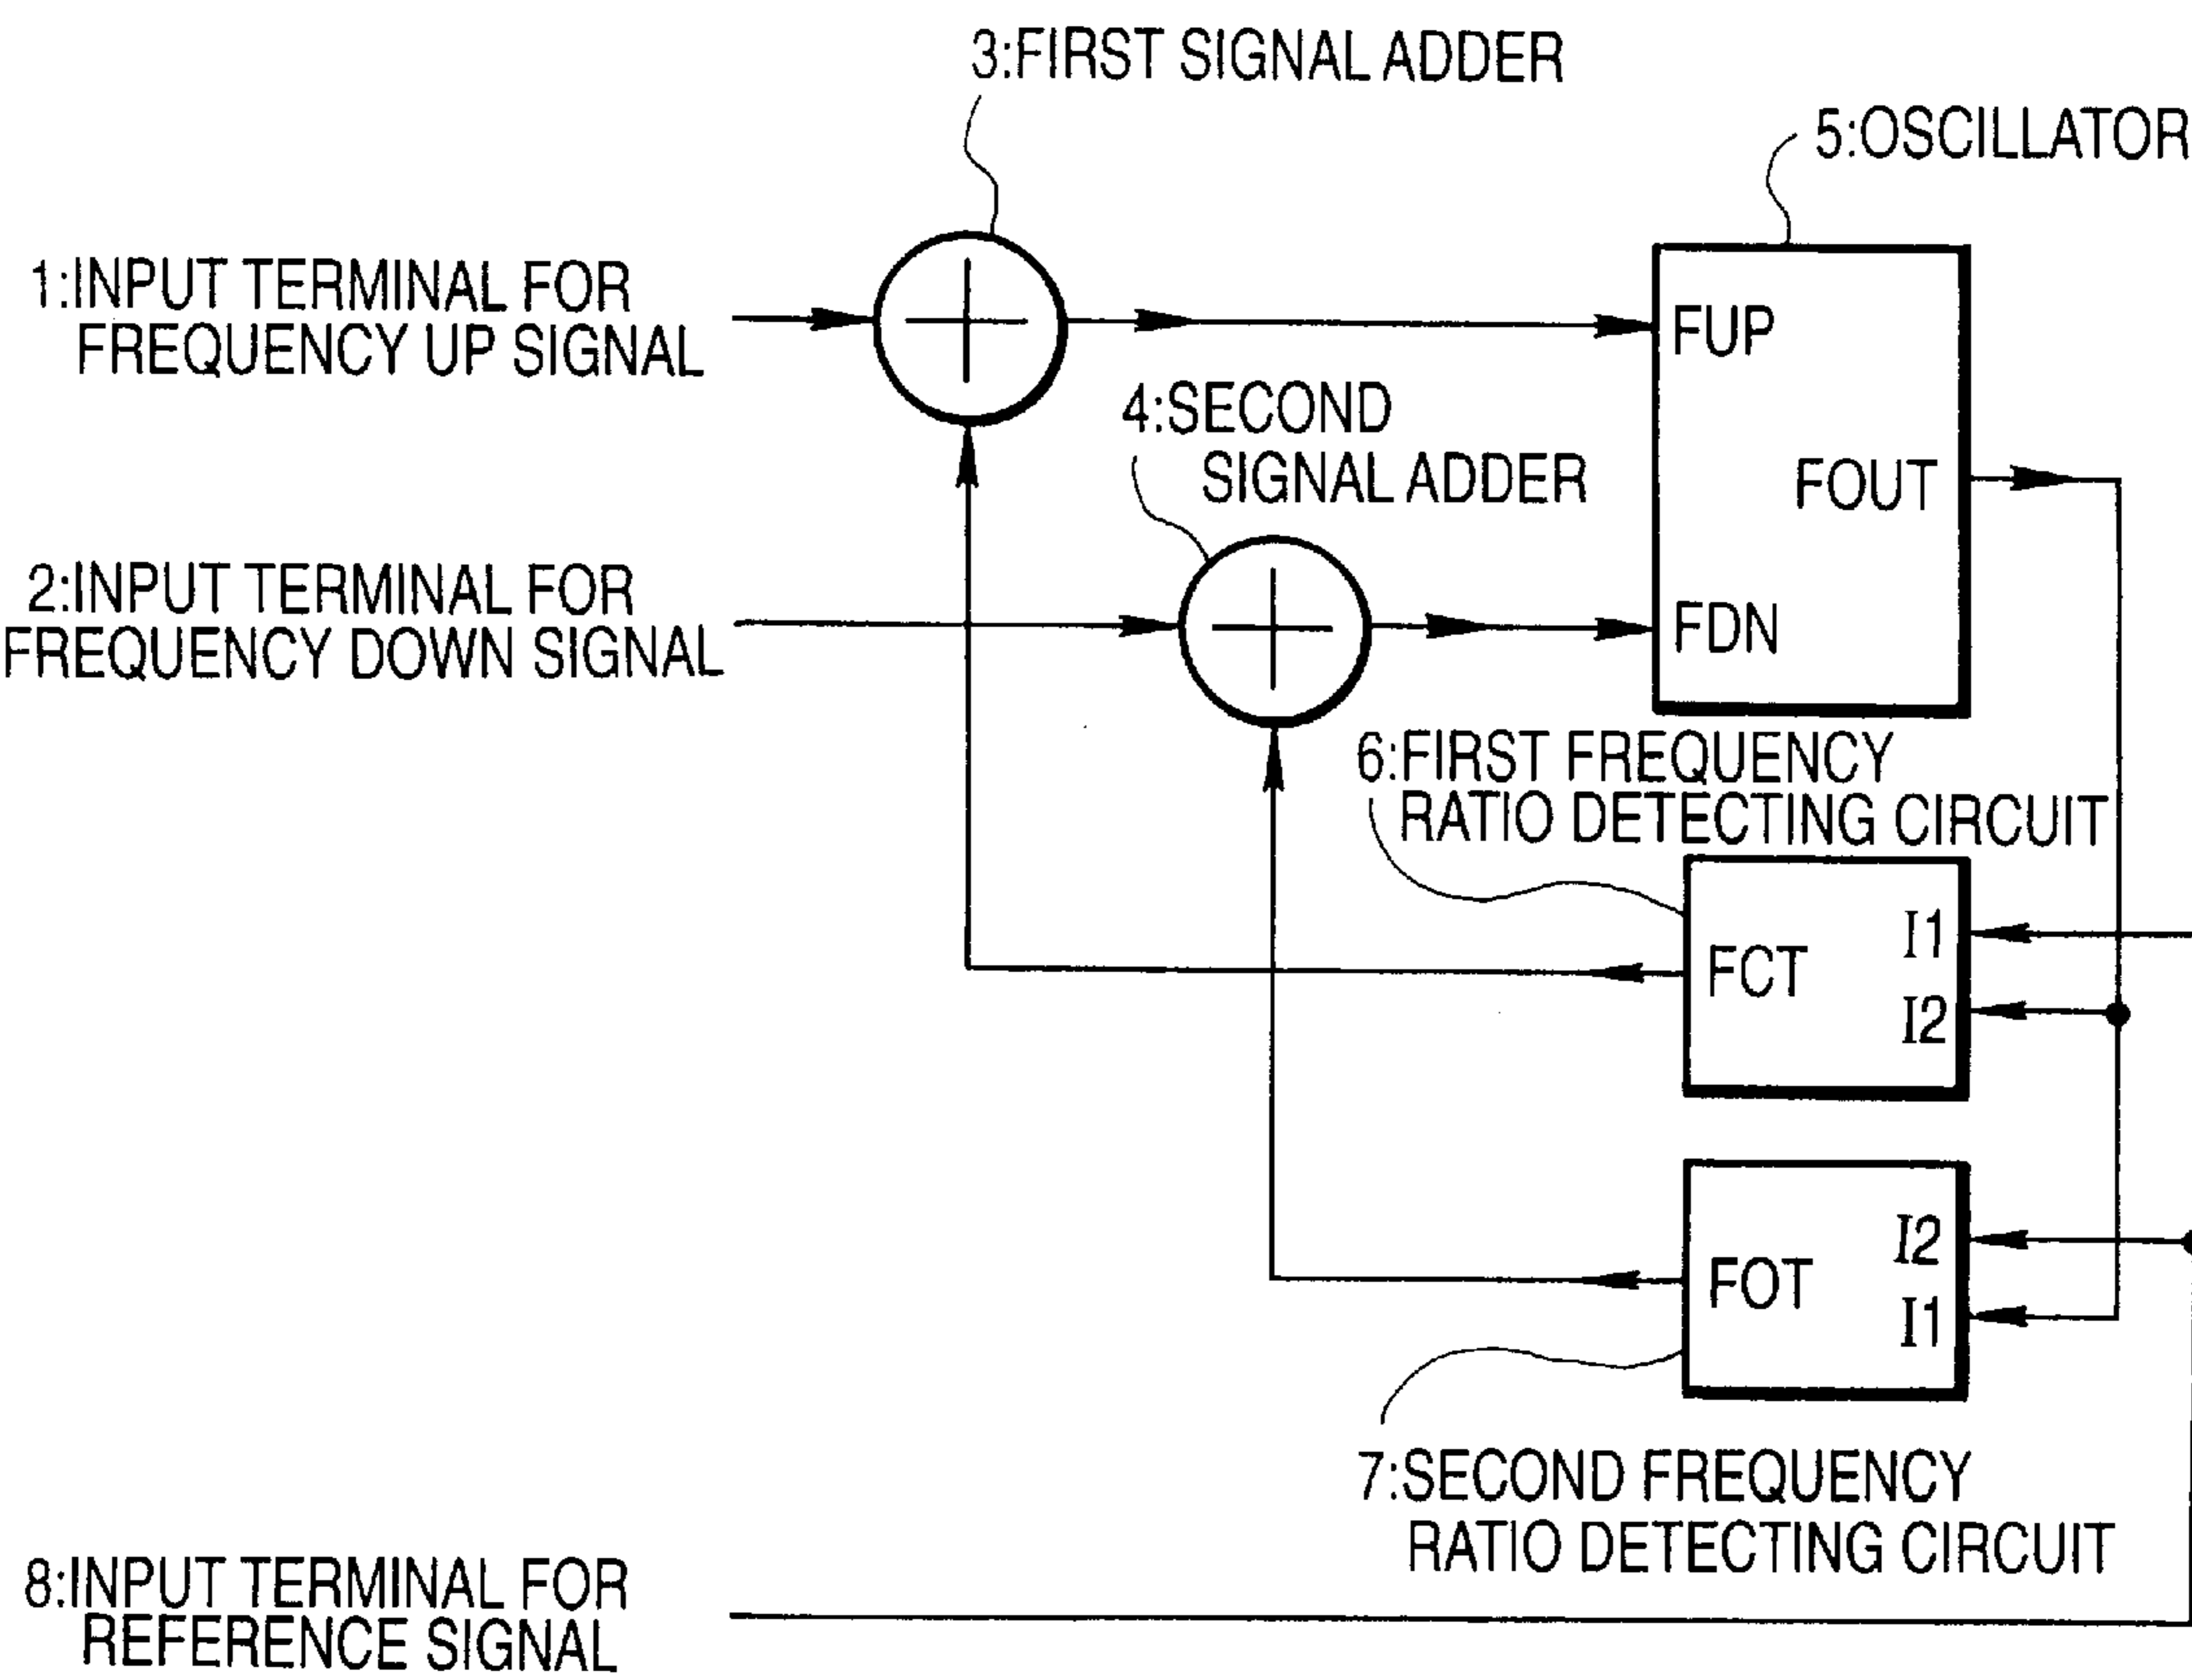 3:FIRST SIGNAL ADDER
5:OSCILLATOR
1:INPUT TERMINAL FOR
FREQUENCY UP SIGNAL
FUP
4:SECOND
SIGNAL ADDER
FOUT
2:INPUT TERMINAL FOR
FREQUENCY DOWN SIGNAL
FDN
6:FIRST FREQUENCY
RATIO DETECTING CIRCUIT
I1
FCT
I2
I2
FOT
I1
7:SECOND FREQUENCY
RATIO DETECTING CIRCUIT
8:INPUT TERMINAL FOR
REFERENCE SIGNAL